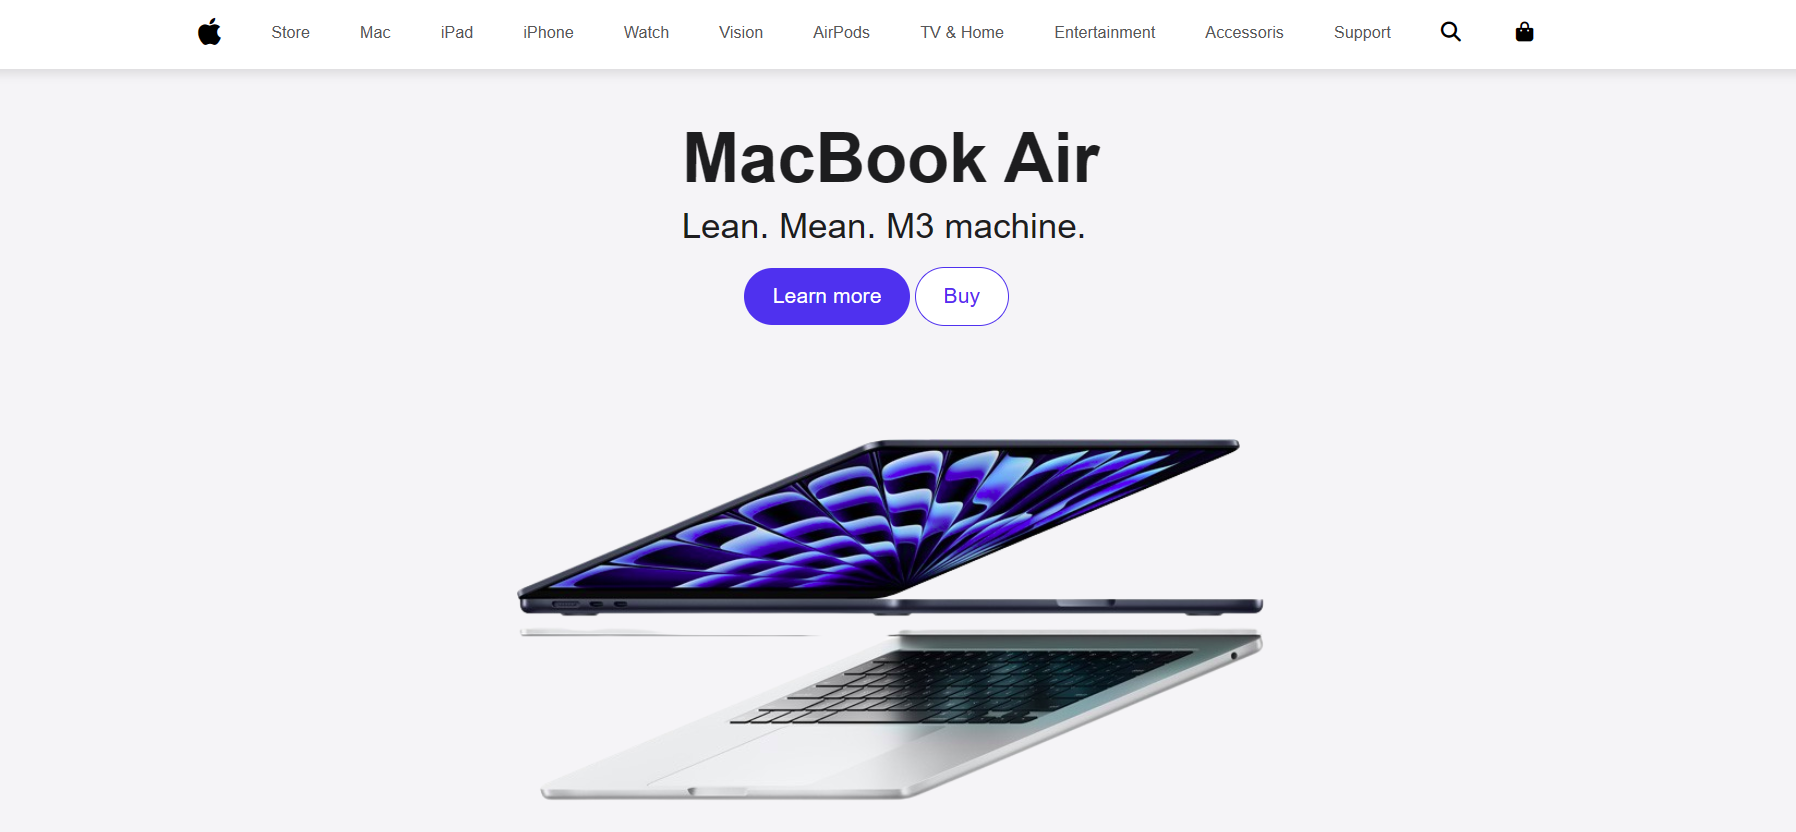 Store Mac iPad iPhone Watch Vision AirPods TV & Home Entertainment Accessoris Support
MacBook Air
Lean. Mean. M3 machine.
Learn more Buy